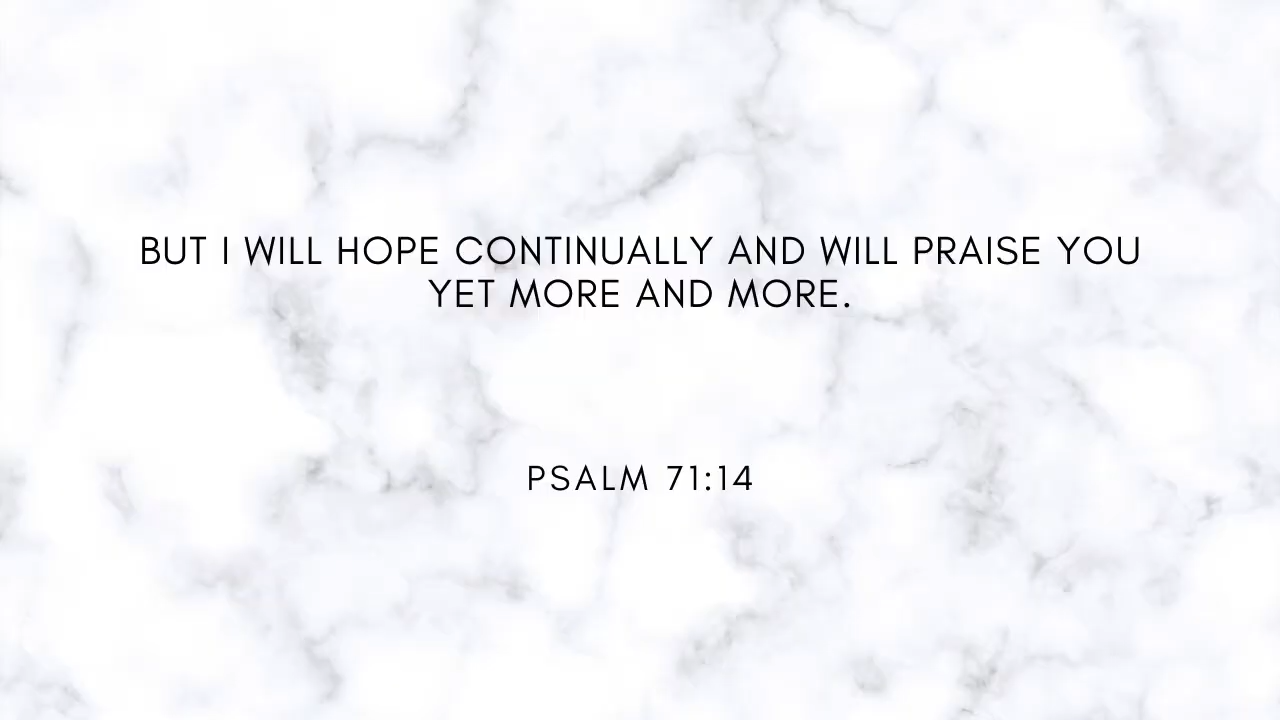 BUT I WILL HOPE CONTINUALLY AND WILL PRAISE YOU
YET MORE AND MORE.
PSALM 71:14